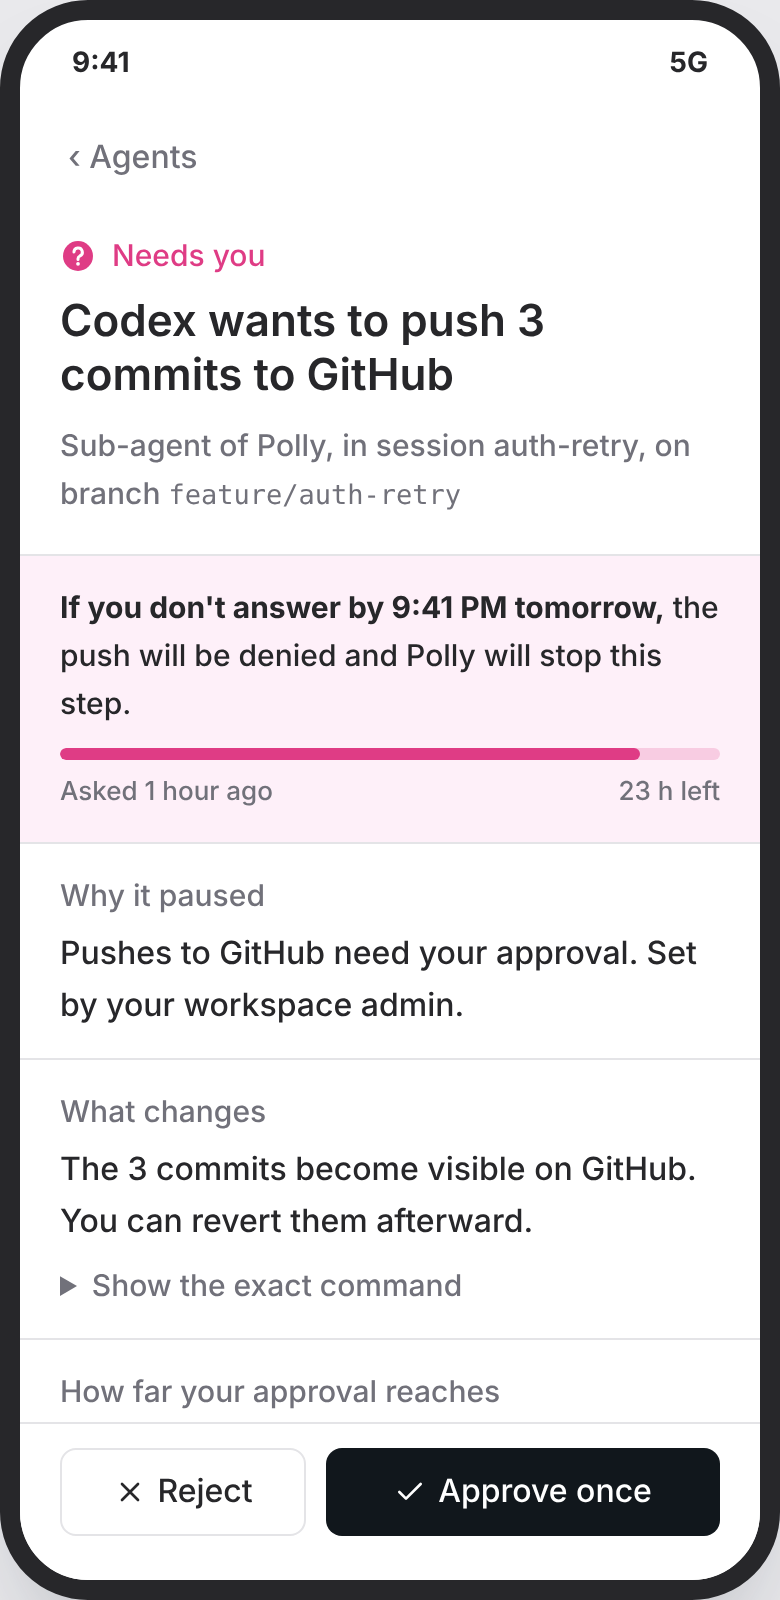 9:41 5G
‹ Agents
? Needs you
Codex wants to push 3
commits to GitHub
Sub-agent of Polly, in session auth-retry, on
branch feature/auth-retry
If you don't answer by 9:41 PM tomorrow, the
push will be denied and Polly will stop this
step.
Asked 1 hour ago 23 h left
Why it paused
Pushes to GitHub need your approval. Set
by your workspace admin.
What changes
The 3 commits become visible on GitHub.
You can revert them afterward.
▶ Show the exact command
How far your approval reaches
✕ Reject ✓ Approve once